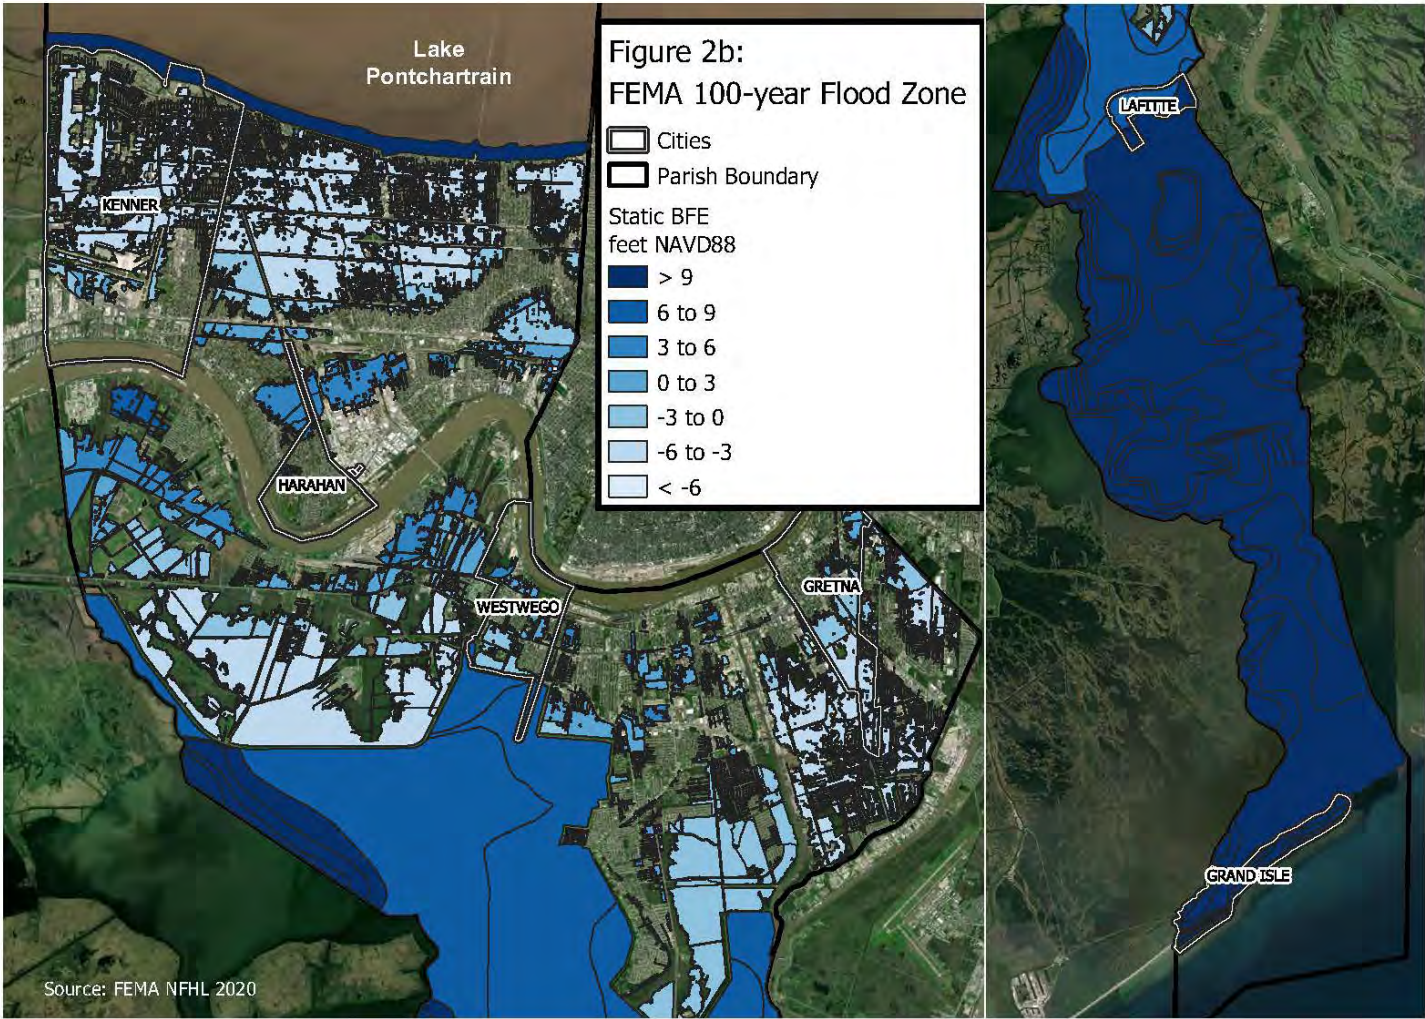 Lake
Pontchartrain
Figure 2b:
FEMA 100-year Flood Zone
Cities
Parish Boundary
Static BFE
feet NAVD88
> 9
6 to 9
3 to 6
0 to 3
-3 to 0
-6 to -3
< -6
KENNER
HARAHAN
WESTWEGO
GRETNA
Source: FEMA NFHL 2020
LAFITTE
GRAND ISLE